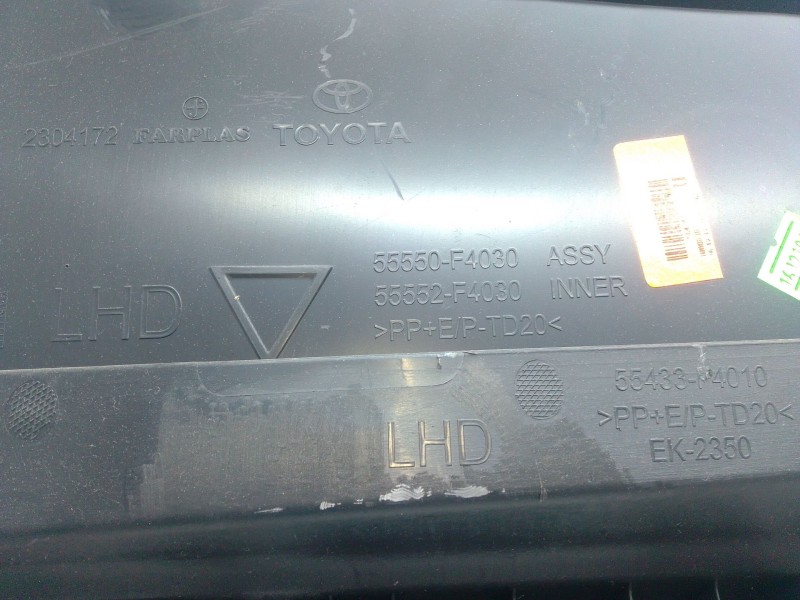 2304172 FARPLAS TOYOTA
55550-F4030 ASSY
55552-F4030 INNER
>PP+E/P-TD20<
LHD
55433-F4010
>PP+E/P-TD20<
EK-2350
LHD